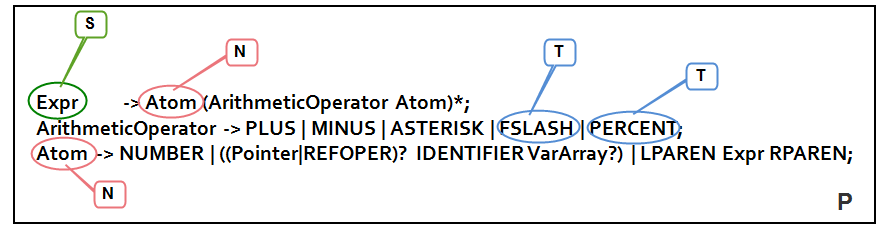 S
N
T
T
Expr -> Atom (ArithmeticOperator Atom)*;
ArithmeticOperator -> PLUS | MINUS | ASTERISK | FSLASH | PERCENT;
Atom -> NUMBER | ((Pointer|REFOPER)? IDENTIFIER VarArray?) | LPAREN Expr RPAREN;
N
P